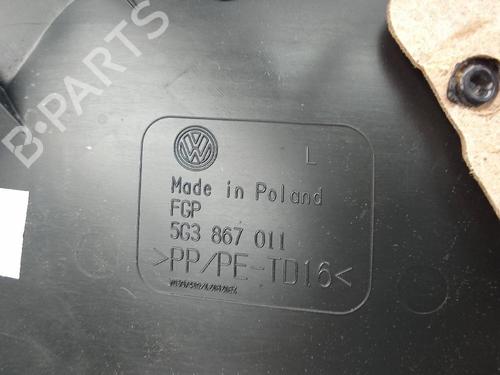 B-PARTS
L
Made in Poland
FGP
5G3 867 011
>PP/PE-TD16<